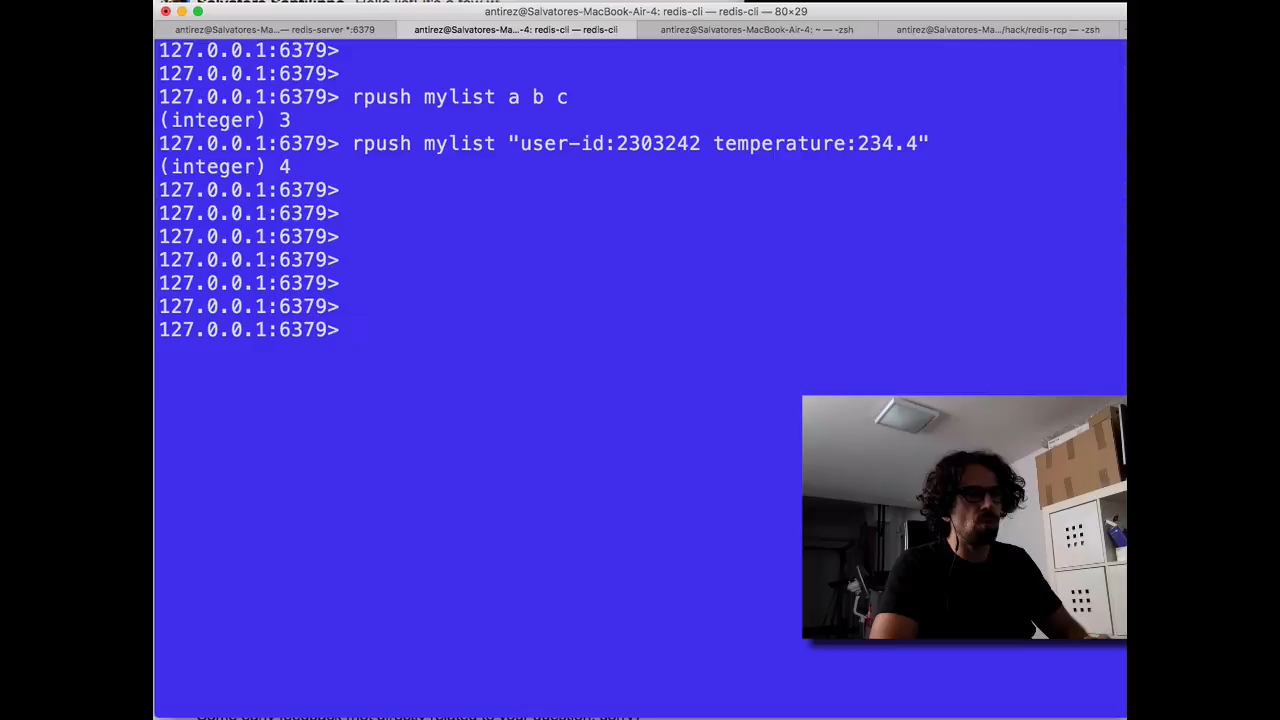 Salvatore Sanfilippo
antirez@Salvatores-MacBook-Air-4: redis-cli — redis-cli — 80×29
antirez@Salvatores-Ma... — redis-server *:6379
antirez@Salvatores-Ma...-4: redis-cli — redis-cli
antirez@Salvatores-MacBook-Air-4: ~ — -zsh
antirez@Salvatores-Ma.../hack/redis-rcp — -zsh
127.0.0.1:6379>
127.0.0.1:6379>
127.0.0.1:6379> rpush mylist a b c
(integer) 3
127.0.0.1:6379> rpush mylist "user-id:2303242 temperature:234.4"
(integer) 4
127.0.0.1:6379>
127.0.0.1:6379>
127.0.0.1:6379>
127.0.0.1:6379>
127.0.0.1:6379>
127.0.0.1:6379>
127.0.0.1:6379>